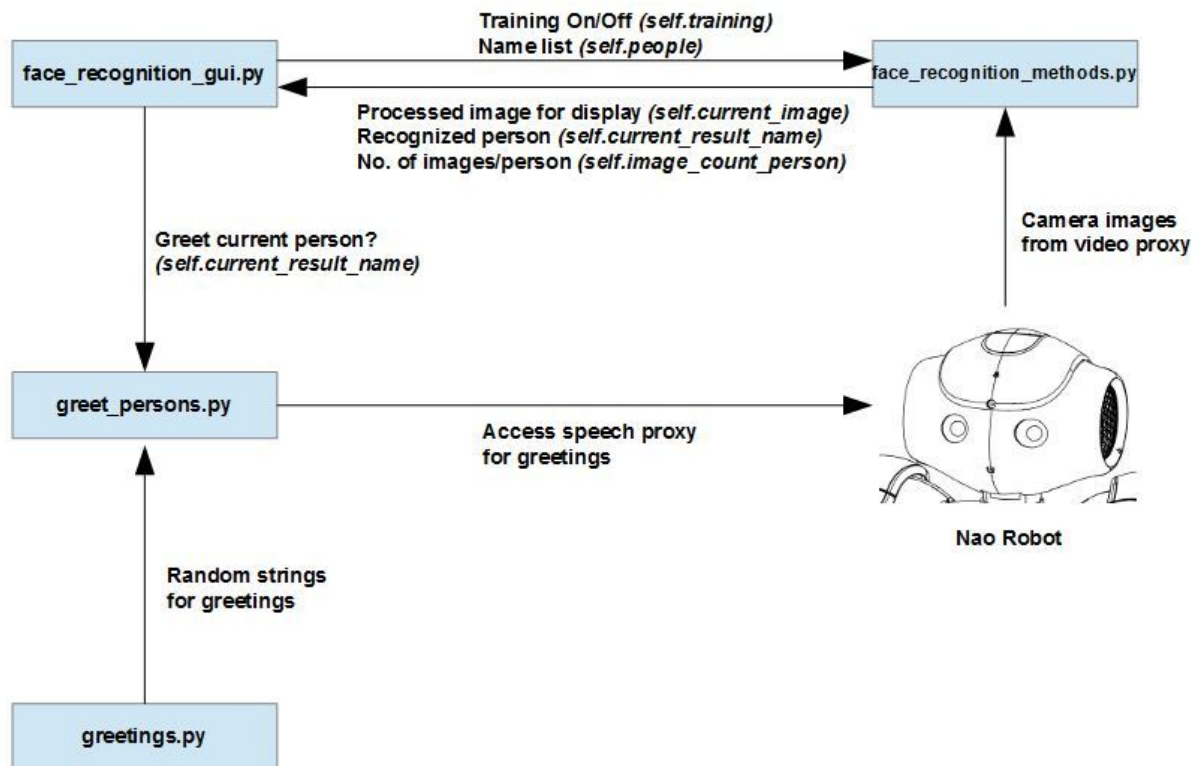 Training On/Off (self.training)
Name list (self.people)
face_recognition_gui.py
face_recognition_methods.py
Processed image for display (self.current_image)
Recognized person (self.current_result_name)
No. of images/person (self.image_count_person)
Greet current person?
(self.current_result_name)
Camera images
from video proxy
greet_persons.py
Access speech proxy
for greetings
Nao Robot
Random strings
for greetings
greetings.py